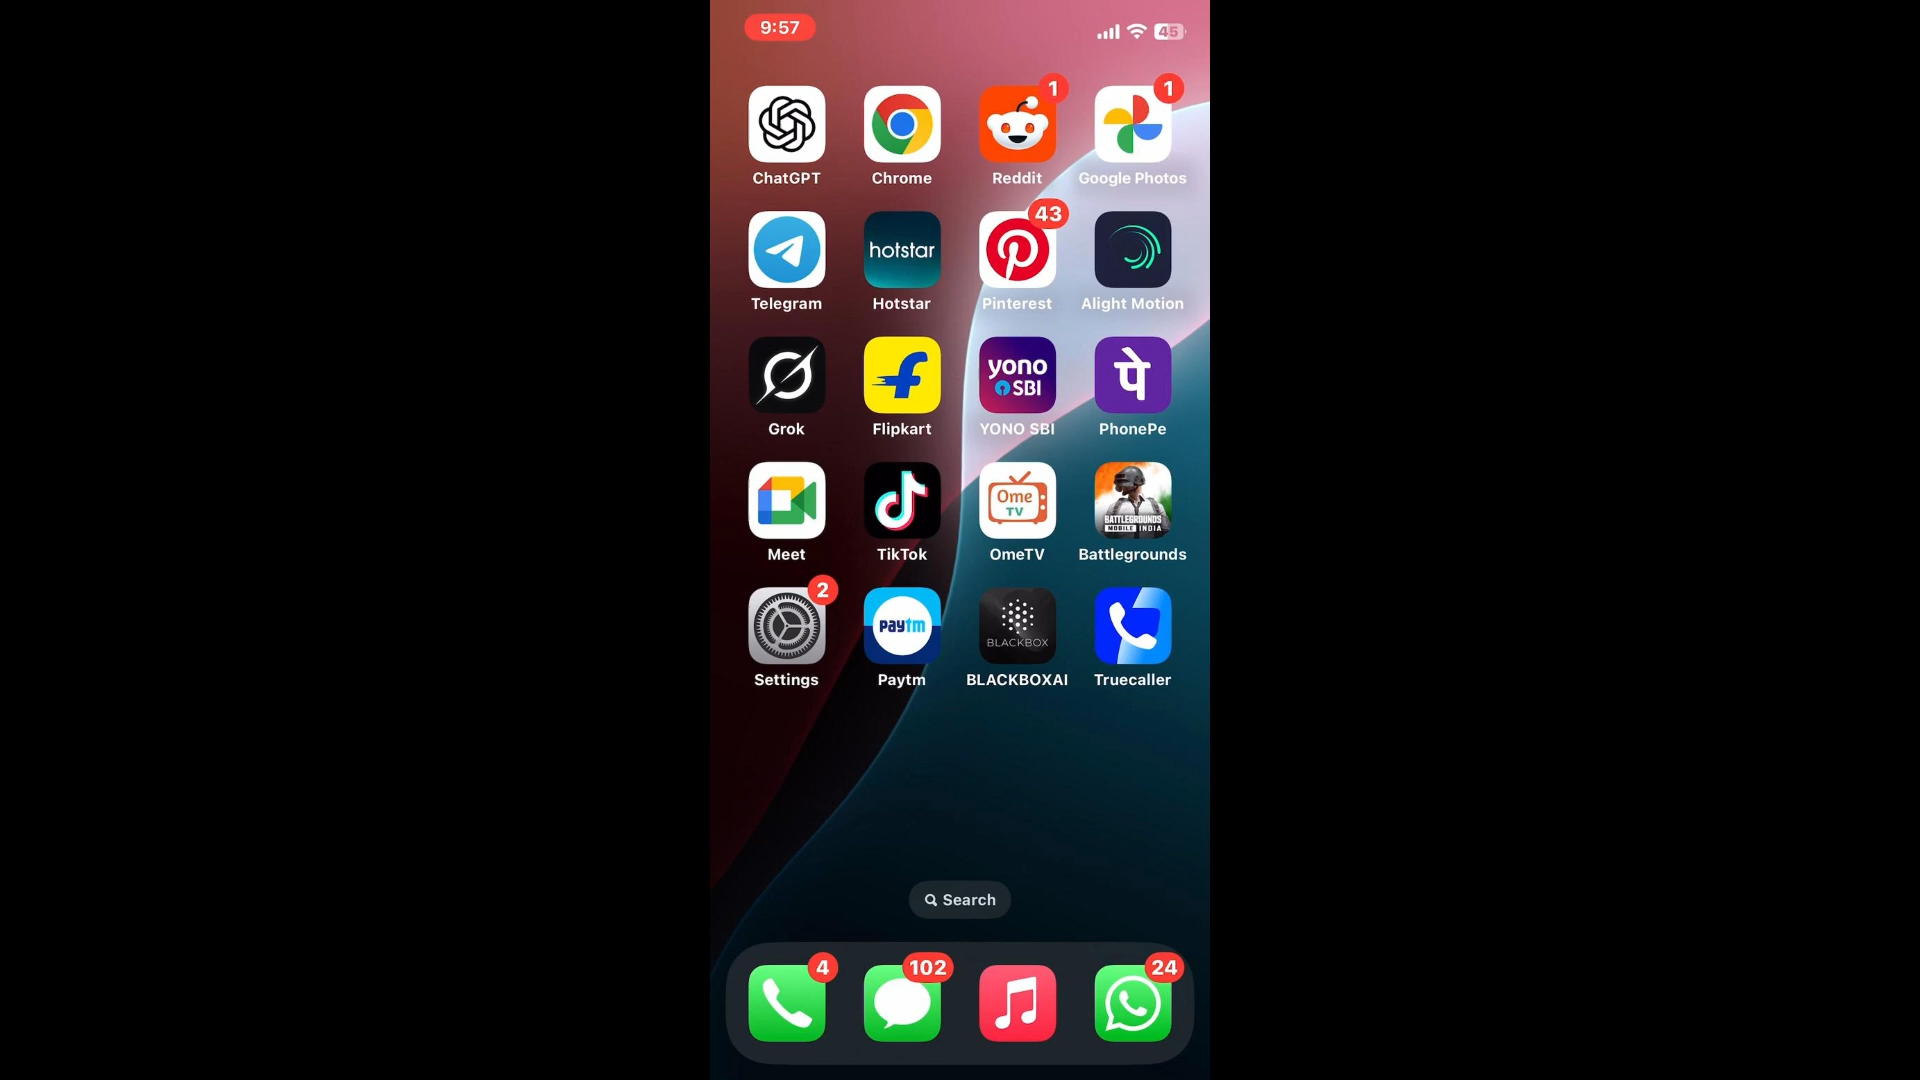 9:57
45
1
1
ChatGPT
Chrome
Reddit
Google Photos
hotstar
43
Telegram
Hotstar
Pinterest
Alight Motion
yono
SBI
पे
Grok
Flipkart
YONO SBI
PhonePe
Ome
TV
BATTLEGROUNDS
MOBILE INDIA
Meet
TikTok
OmeTV
Battlegrounds
2
paytm
BLACKBOX
Settings
Paytm
BLACKBOXAI
Truecaller
Search
4
102
24